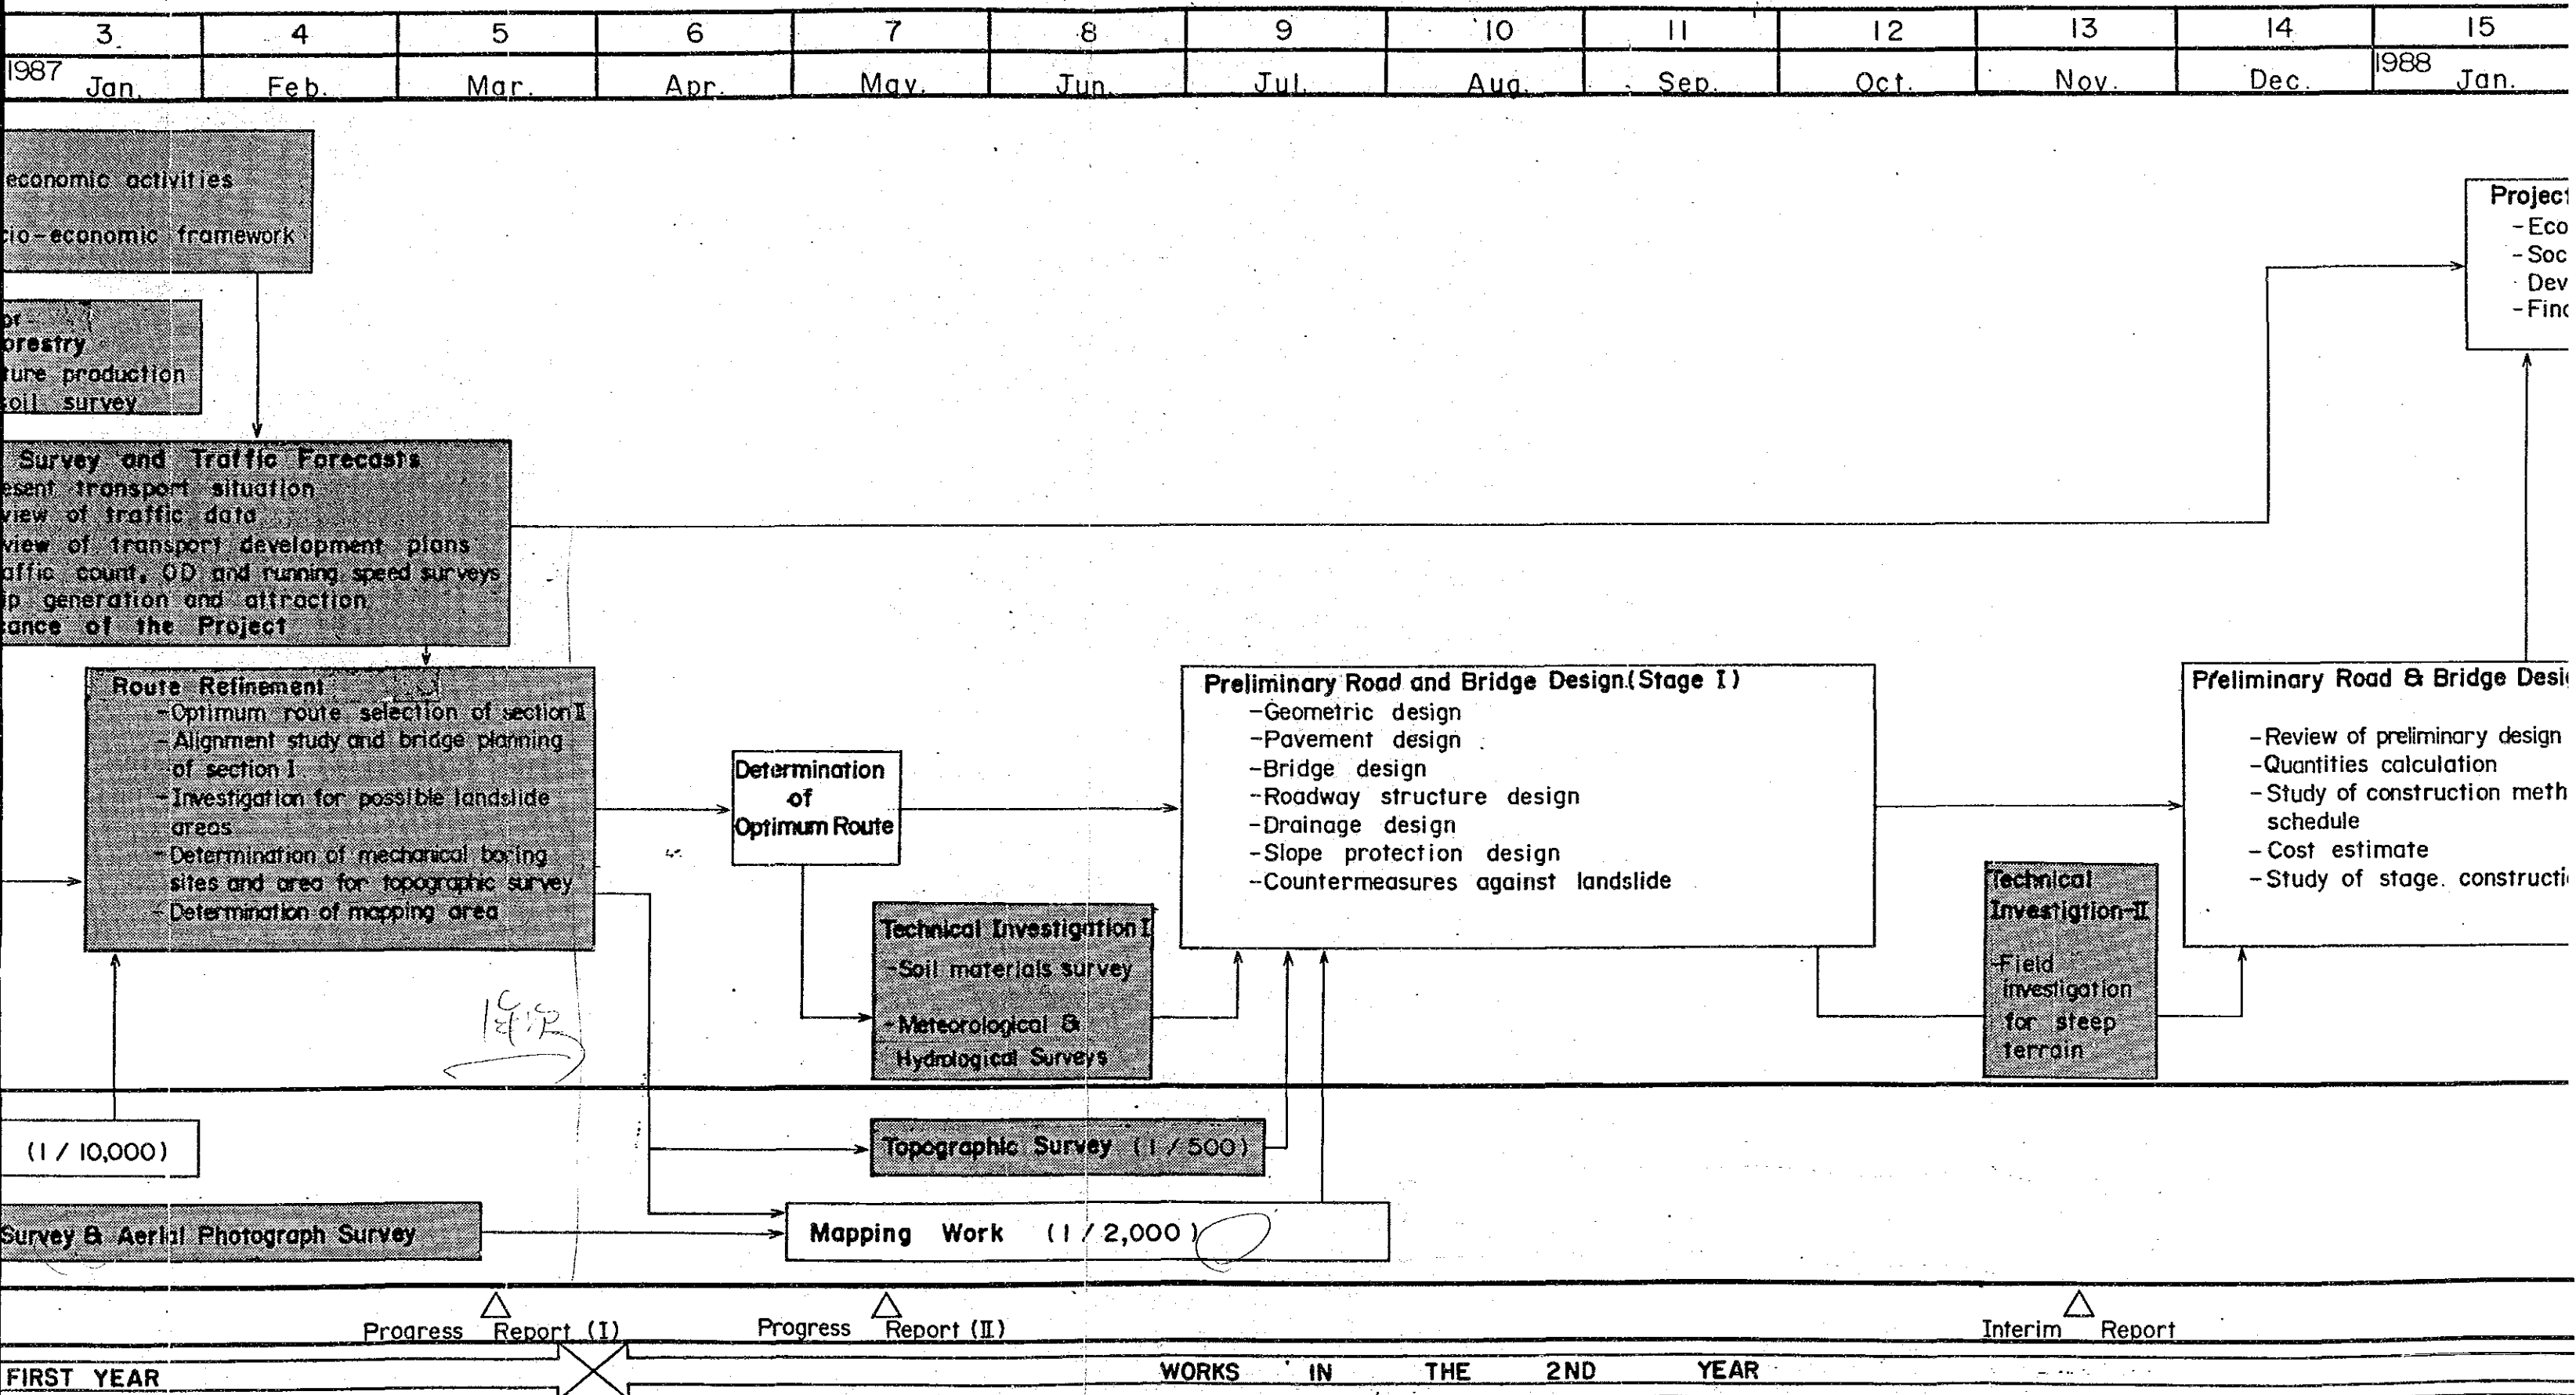 3 4 5 6 7 8 9 10 11 12 13 14 15
1987 Jan. Feb. Mar. Apr. May. Jun. Jul. Aug. Sep. Oct. Nov. Dec. 1988 Jan.
economic activities
cio-economic framework
or
orestry
ture production
soil survey
Survey and Traffic Forecasts
esent transport situation
view of traffic data
view of transport development plans
affic count, OD and running speed surveys
ip generation and attraction
cance of the Project
Route Refinement
-Optimum route selection of section II
-Alignment study and bridge planning
of section I
-Investigation for possible landslide
areas
-Determination of mechanical boring
sites and area for topographic survey
-Determination of mapping area
Determination
of
Optimum Route
Technical Investigation I
-Soil materials survey
-Meteorological &
Hydrological Surveys
Preliminary Road and Bridge Design.(Stage I)
-Geometric design
-Pavement design
-Bridge design
-Roadway structure design
-Drainage design
-Slope protection design
-Countermeasures against landslide
Technical
Investigtion-II
-Field
investigation
for steep
terrain
Project
-Eco
-Soc
Dev
-Fin
Preliminary Road & Bridge Desi
-Review of preliminary design
-Quantities calculation
-Study of construction meth
schedule
-Cost estimate
-Study of stage. constructi
(1 / 10,000)
Topographic Survey (1 / 500)
Survey & Aerial Photograph Survey
Mapping Work (1 / 2,000)
Progress Report (I)
Progress Report (II)
Interim Report
FIRST YEAR
WORKS IN THE 2ND YEAR